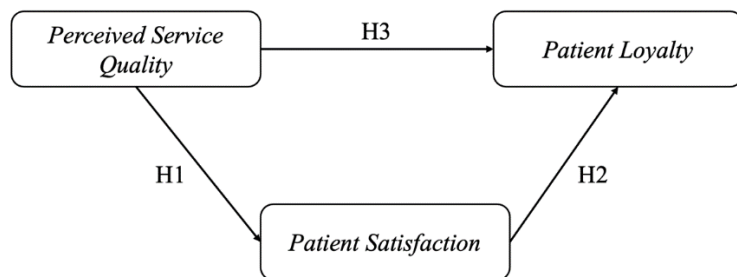 Perceived Service
Quality
H3
Patient Loyalty
H1
H2
Patient Satisfaction